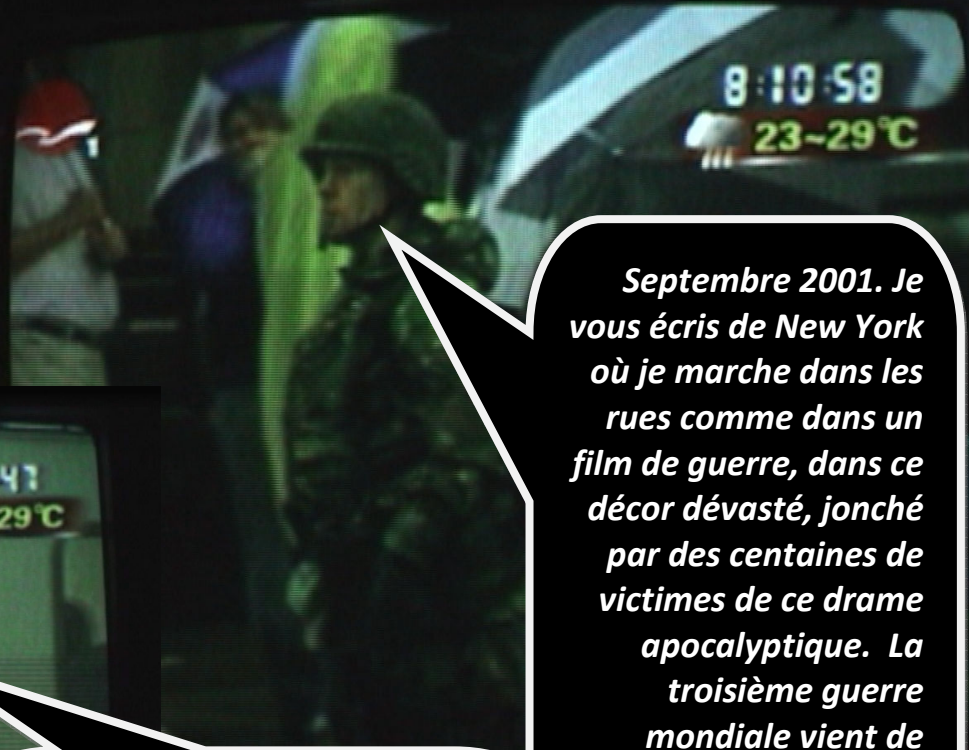 8:10:58
23~29℃
1
47
29℃
Septembre 2001. Je
vous écris de New York
où je marche dans les
rues comme dans un
film de guerre, dans ce
décor dévasté, jonché
par des centaines de
victimes de ce drame
apocalyptique. La
troisième guerre
mondiale vient de